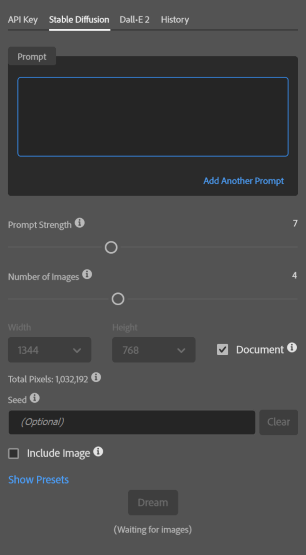 API Key Stable Diffusion Dall-E 2 History
Prompt
Add Another Prompt
Prompt Strength 7
Number of Images 4
Width Height
1344 768 Document
Total Pixels: 1,032,192
Seed
(Optional) Clear
Include Image
Show Presets
Dream
(Waiting for images)